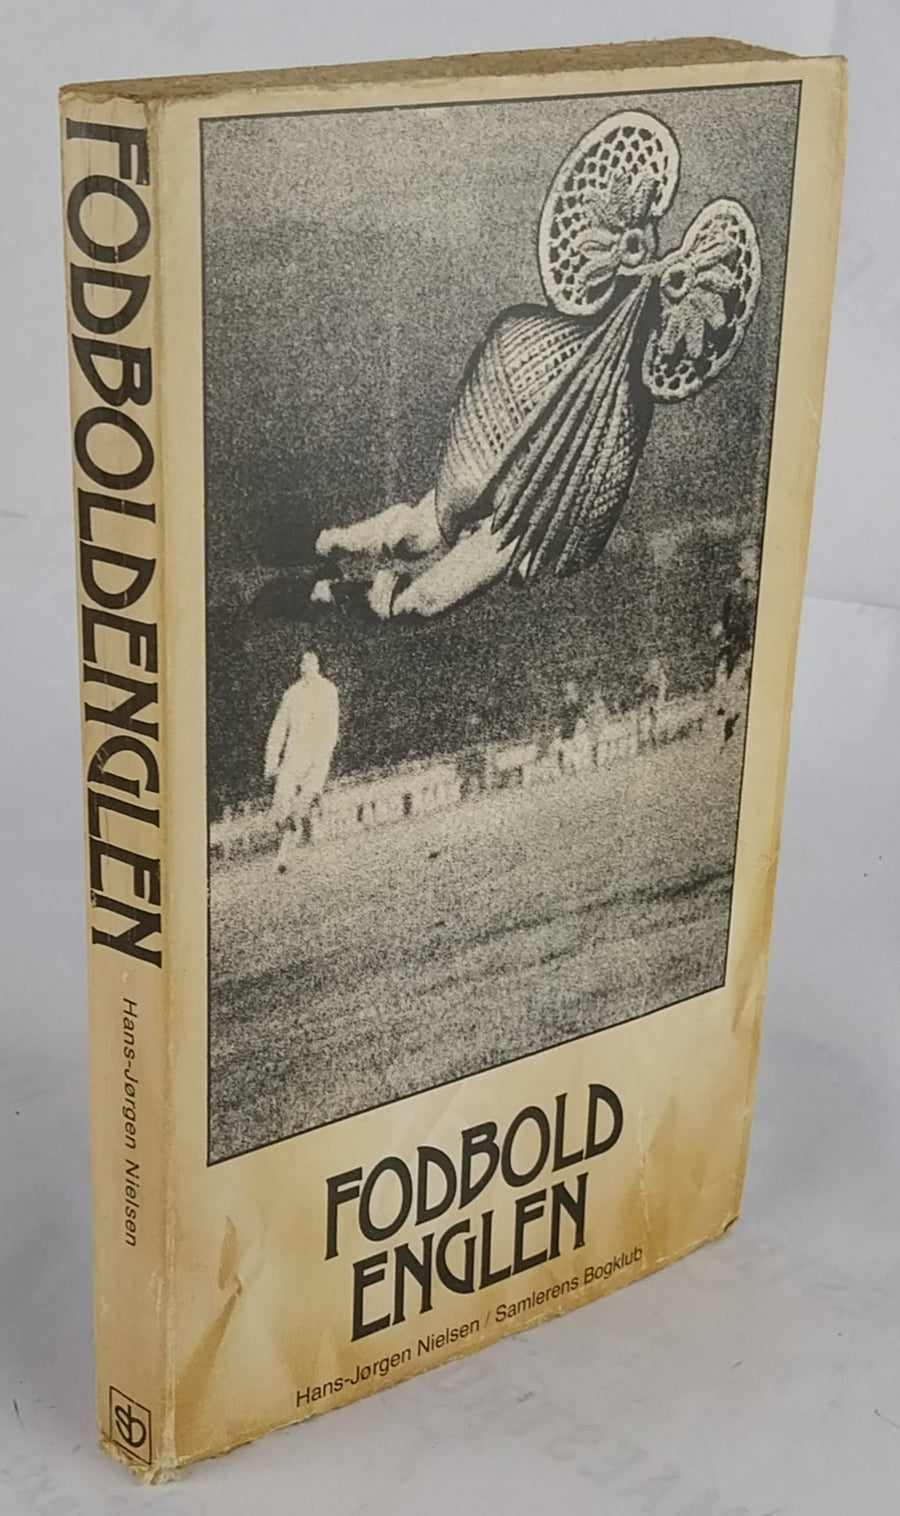 FODBOLDENGLEN
Hans-Jørgen Nielsen
FODBOLD
ENGLEN
Hans-Jørgen Nielsen / Samlerens Bogklub